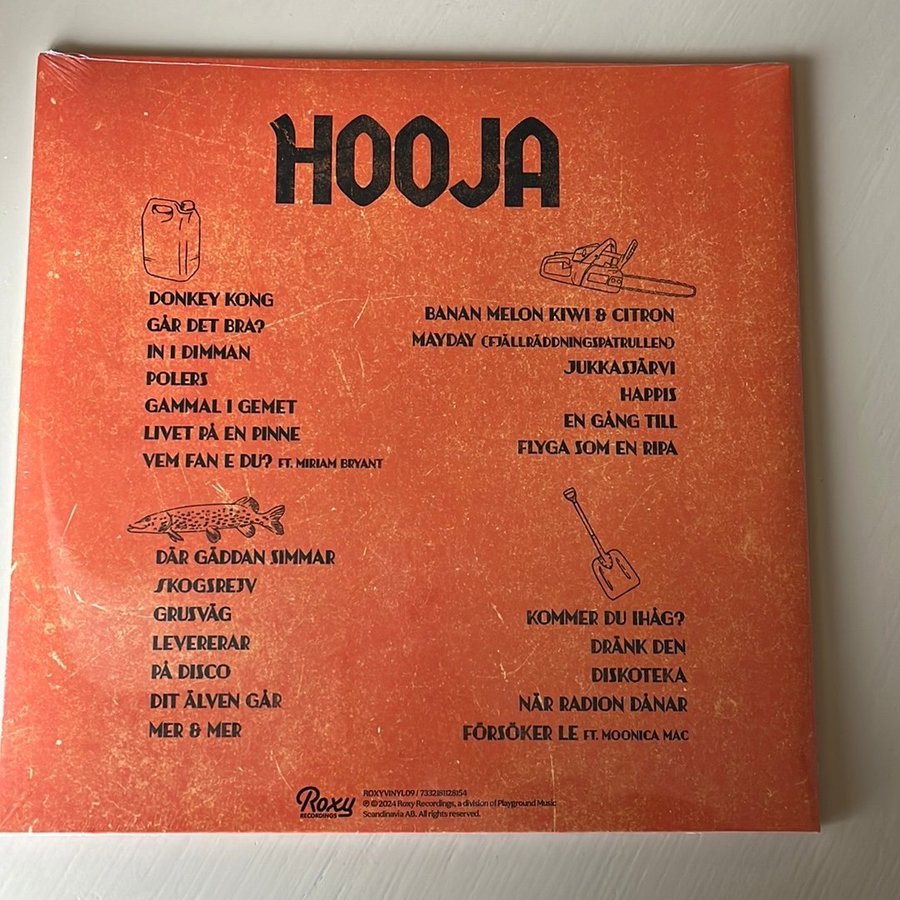 HOOJA
DONKEY KONG
GÅR DET BRA?
IN I DIMMAN
POLERS
GAMMAL I GEMET
LIVET PÅ EN PINNE
VEM FAN E DU? FT. MIRIAM BRYANT
BANAN MELON KIWI & CITRON
MAYDAY (FJÄLLRÄDDNINGSPATRULLEN)
JUKKASJÄRVI
HAPPIS
EN GÅNG TILL
FLYGA SOM EN RIPA
DÄR GÄDDAN SIMMAR
SKOGSREJV
GRUSVÄG
LEVERERAR
PÅ DISCO
DIT ÄLVEN GÅR
MER & MER
KOMMER DU IHÅG?
DRÄNK DEN
DISKOTEKA
NÄR RADION DÅNAR
FÖRSÖKER LE FT. MOONICA MAC
Roxy
RECORDINGS
ROXYVINYL09 / 7332181128154
℗ © 2024 Roxy Recordings, a division of Playground Music
Scandinavia AB. All rights reserved.